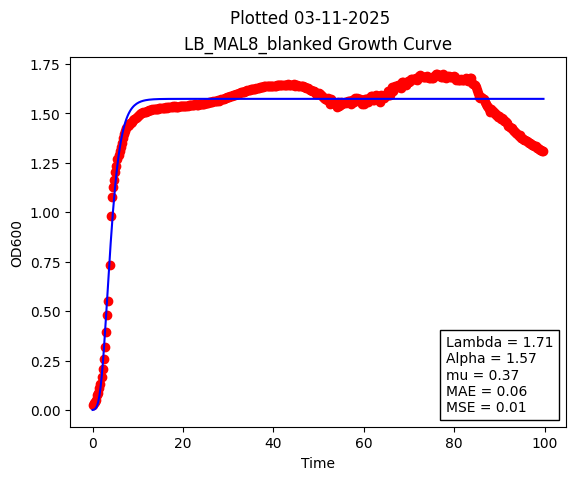 Plotted 03-11-2025
LB_MAL8_blanked Growth Curve
1.75
1.50
1.25
1.00
0.75
0.50
0.25
0.00
OD600
0
20
40
60
80
100
Time
Lambda = 1.71
Alpha = 1.57
mu = 0.37
MAE = 0.06
MSE = 0.01